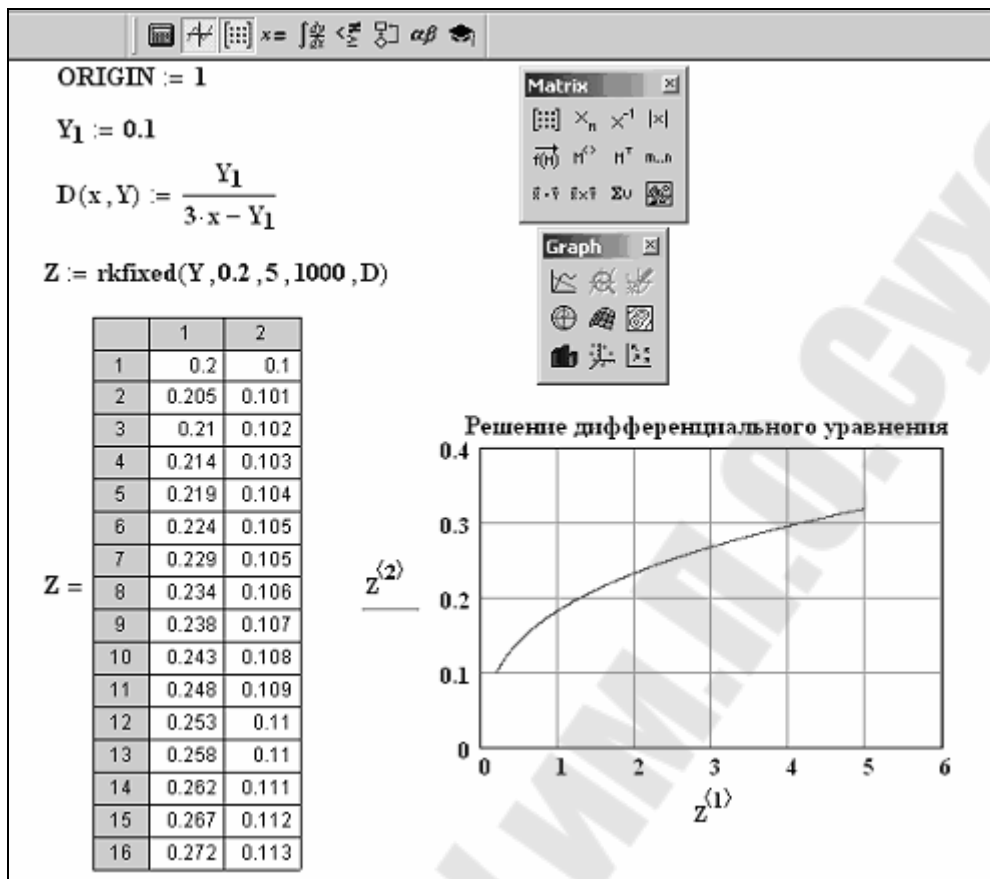 x= αβ
ORIGIN := 1
Y1 := 0.1
D(x,Y) := Y1
3·x − Y1
Z := rkfixed(Y,0.2,5,1000,D)
Matrix
Xn X-1 |×|
f(M) M<> MT m..n
Συ
Graph
Z =
1 2
1 0.2 0.1
2 0.205 0.101
3 0.21 0.102
4 0.214 0.103
5 0.219 0.104
6 0.224 0.105
7 0.229 0.105
8 0.234 0.106
9 0.238 0.107
10 0.243 0.108
11 0.248 0.109
12 0.253 0.11
13 0.258 0.11
14 0.262 0.111
15 0.267 0.112
16 0.272 0.113
Решение дифференциального уравнения
0.4
0.3
0.2
0.1
0
Z⟨2⟩
0 1 2 3 4 5 6
Z⟨1⟩